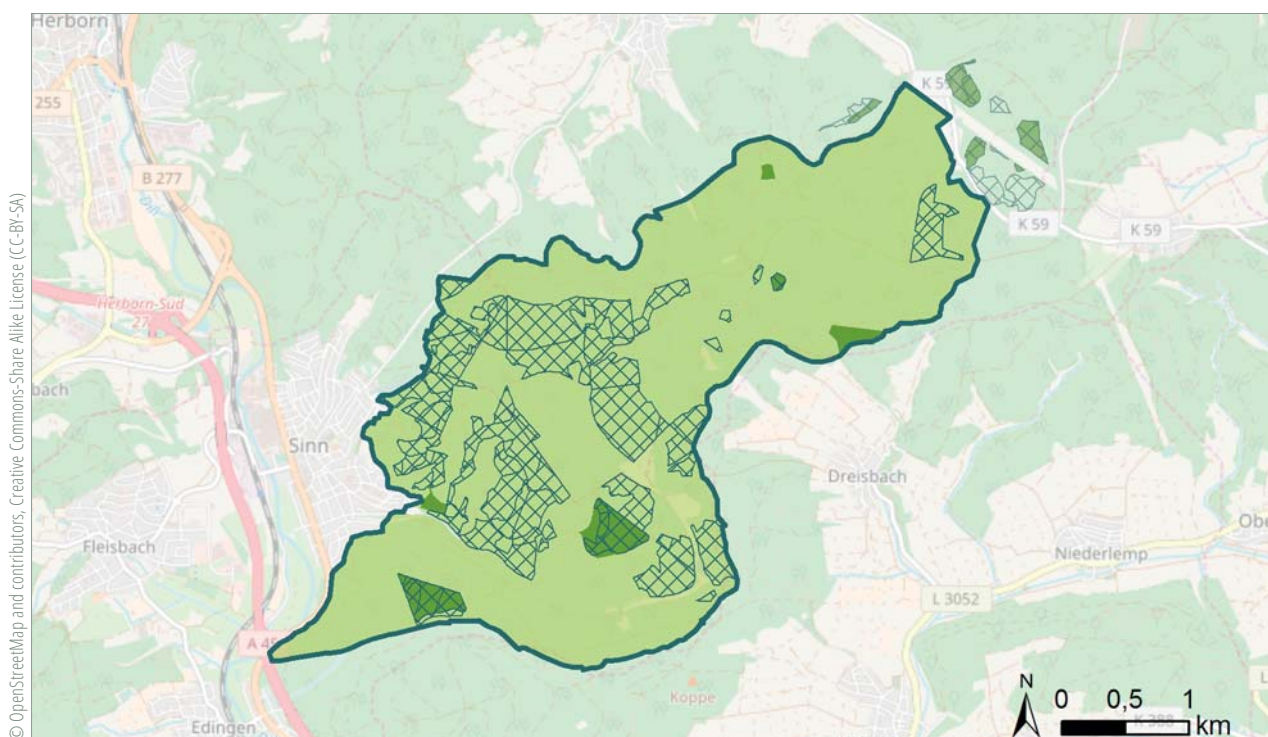 Herborn
255
B 277
Dill
Herborn-Süd
27
bach
Sinn
Fleisbach
A 45
Edingen
Koppe
K 59
K 59
K 59
Dreisbach
Niederlemp
Obe
L 3052
L
K 388
N
0 0,5 1
km
© OpenStreetMap and contributors, Creative Commons-Share Alike License (CC-BY-SA)